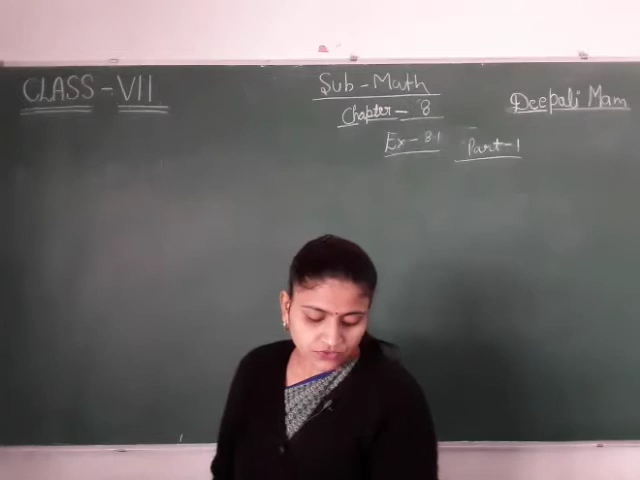 CLASS - VII
Sub - Math
Chapter - 8
Deepali Mam
Ex - 8.1 Part - 1